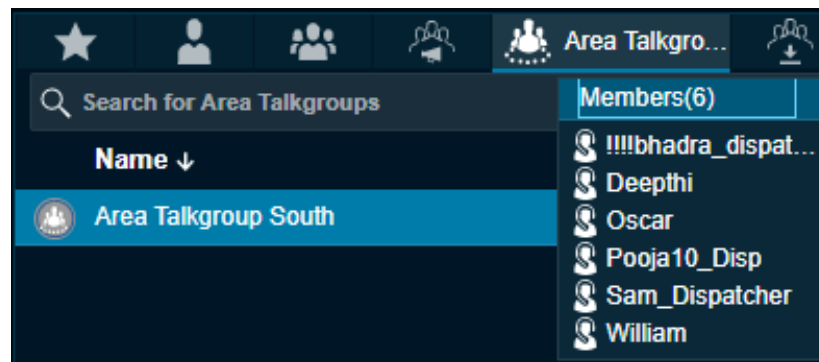 Area Talkgro...
Search for Area Talkgroups
Name ↓
Area Talkgroup South
Members(6)
!!!!bhadra_dispat...
Deepthi
Oscar
Pooja10_Disp
Sam_Dispatcher
William